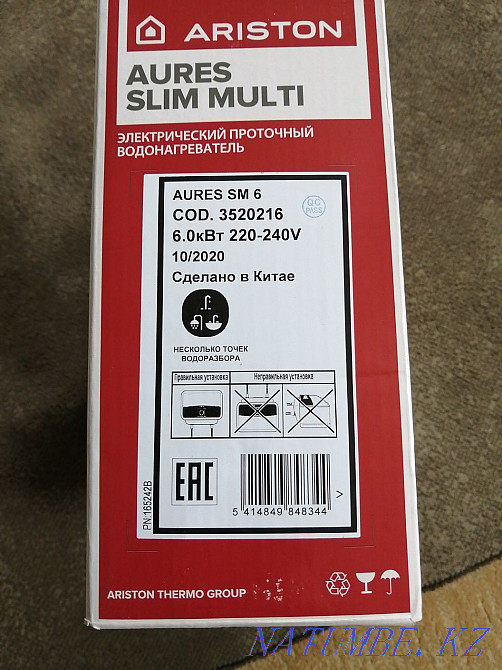 ARISTON
AURES
SLIM MULTI
ЭЛЕКТРИЧЕСКИЙ ПРОТОЧНЫЙ
ВОДОНАГРЕВАТЕЛЬ
AURES SM 6
QC
PASS
COD. 3520216
6.0кВт 220-240V
10/2020
Сделано в Китае
НЕСКОЛЬКО ТОЧЕК
ВОДОРАЗБОРА
Правильная установка
Неправильная установка
EAC
5 414849 848344 >
PN:165242B
ARISTON THERMO GROUP
NATUMBE.KZ